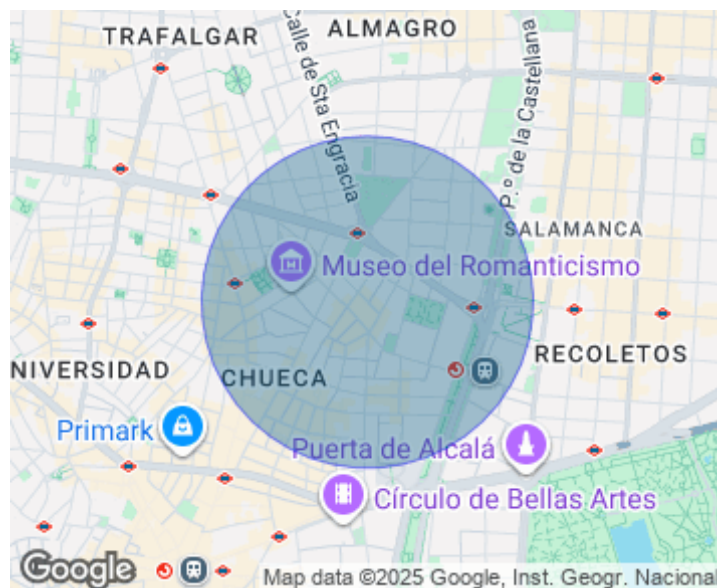 TRAFALGAR
ALMAGRO
Calle de Sta Engracia
P.º de la Castellana
SALAMANCA
Museo del Romanticismo
RECOLETOS
NIVERSIDAD
CHUECA
Primark
Puerta de Alcalá
Círculo de Bellas Artes
Google
Map data ©2025 Google, Inst. Geogr. Nacional